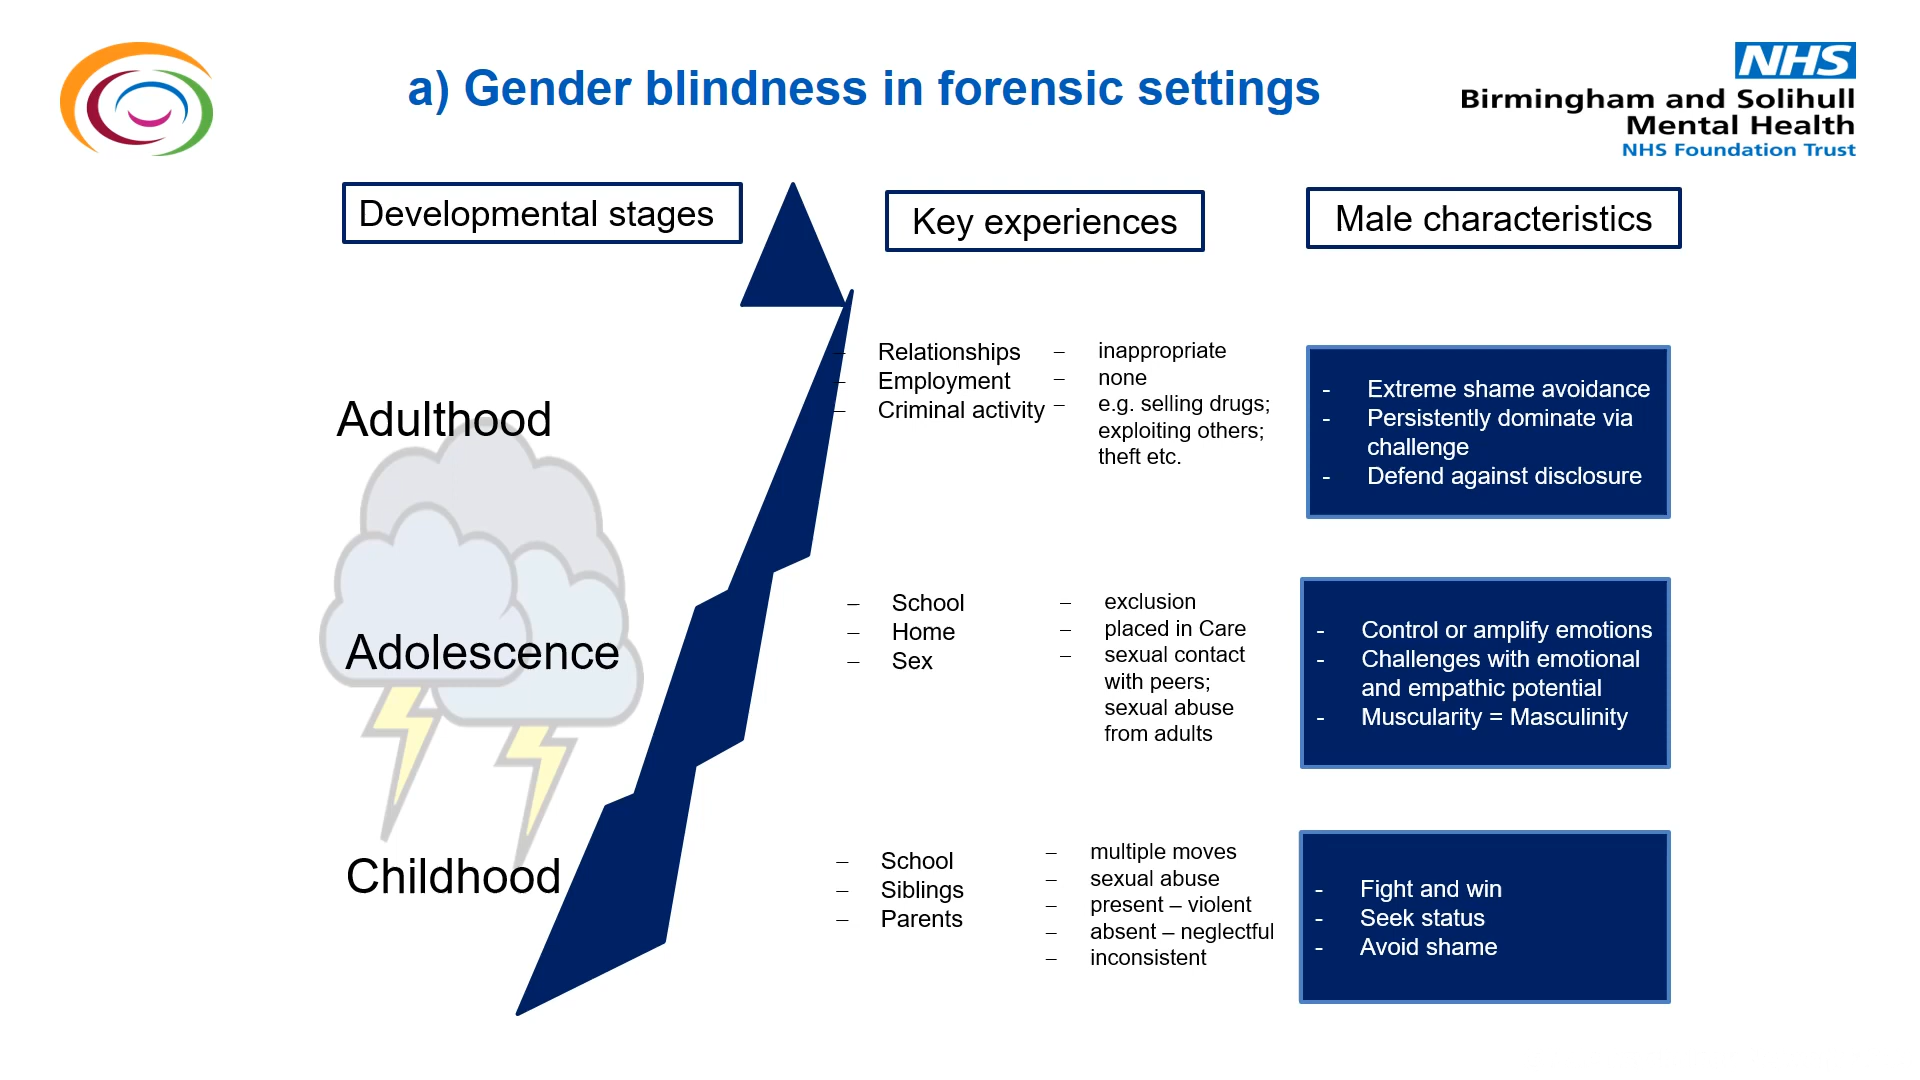 a) Gender blindness in forensic settings
NHS
Birmingham and Solihull
Mental Health
NHS Foundation Trust
Developmental stages
Key experiences
Male characteristics
Adulthood
– Relationships
– Employment
– Criminal activity
– inappropriate
– none
– e.g. selling drugs;
exploiting others;
theft etc.
- Extreme shame avoidance
- Persistently dominate via
challenge
- Defend against disclosure
Adolescence
– School
– Home
– Sex
– exclusion
– placed in Care
– sexual contact
with peers;
sexual abuse
from adults
- Control or amplify emotions
- Challenges with emotional
and empathic potential
- Muscularity = Masculinity
Childhood
– School
– Siblings
– Parents
– multiple moves
– sexual abuse
– present – violent
– absent – neglectful
– inconsistent
- Fight and win
- Seek status
- Avoid shame